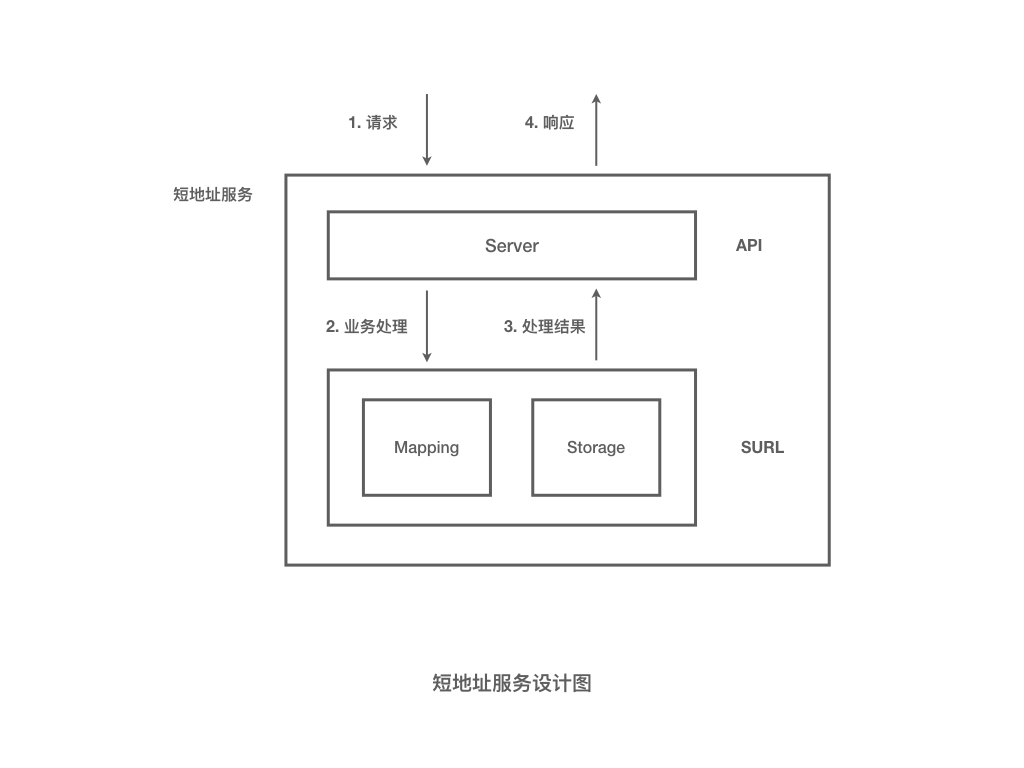 1. 请求
4. 响应
短地址服务
Server
API
2. 业务处理
3. 处理结果
Mapping
Storage
SURL
短地址服务设计图